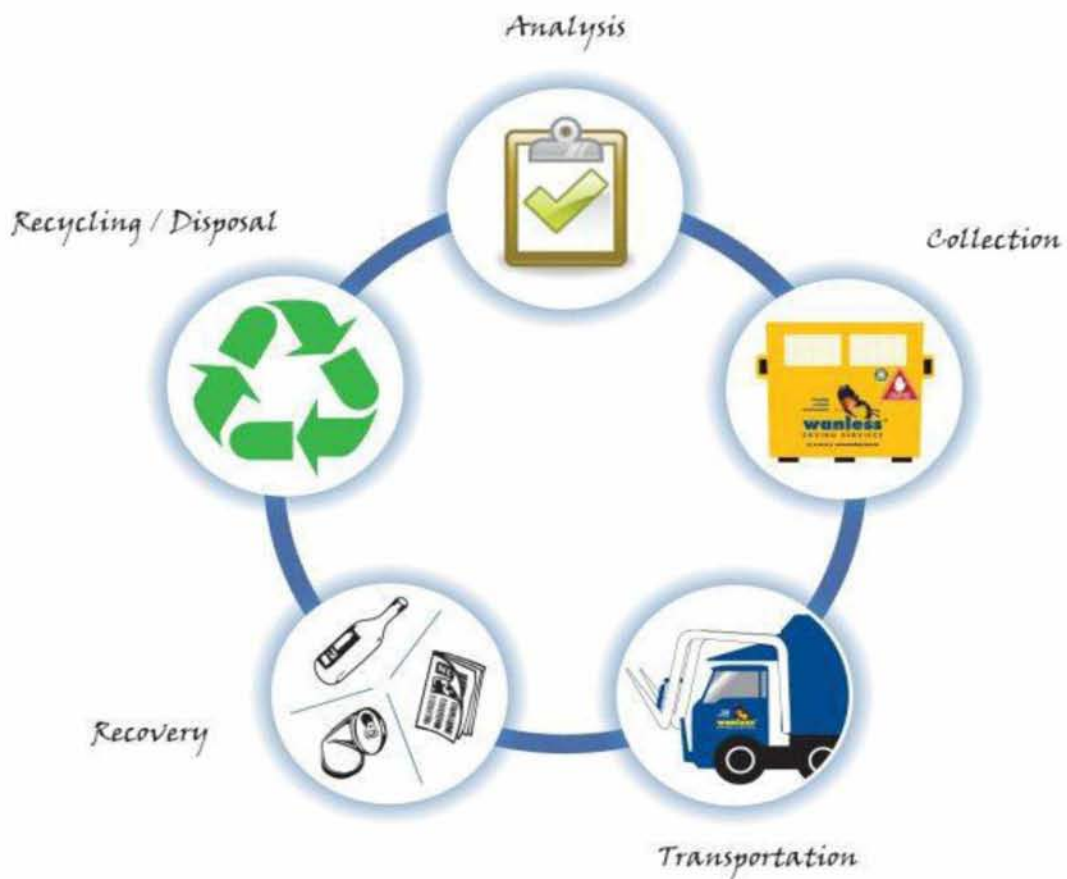 Analysis
Recycling / Disposal
Collection
wanless
wanless
Recovery
Transportation